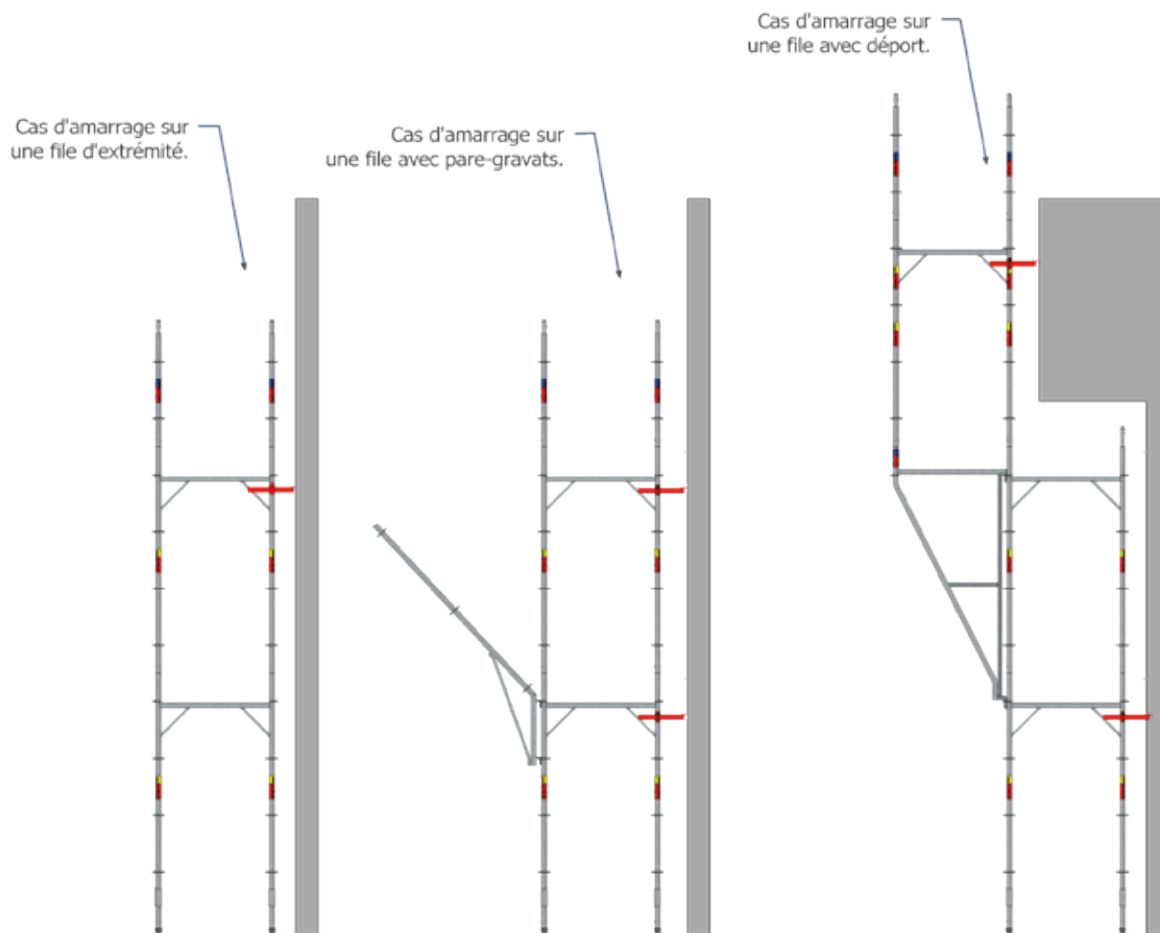 Cas d'amarrage sur
une file d'extrémité.
Cas d'amarrage sur
une file avec pare-gravats.
Cas d'amarrage sur
une file avec déport.